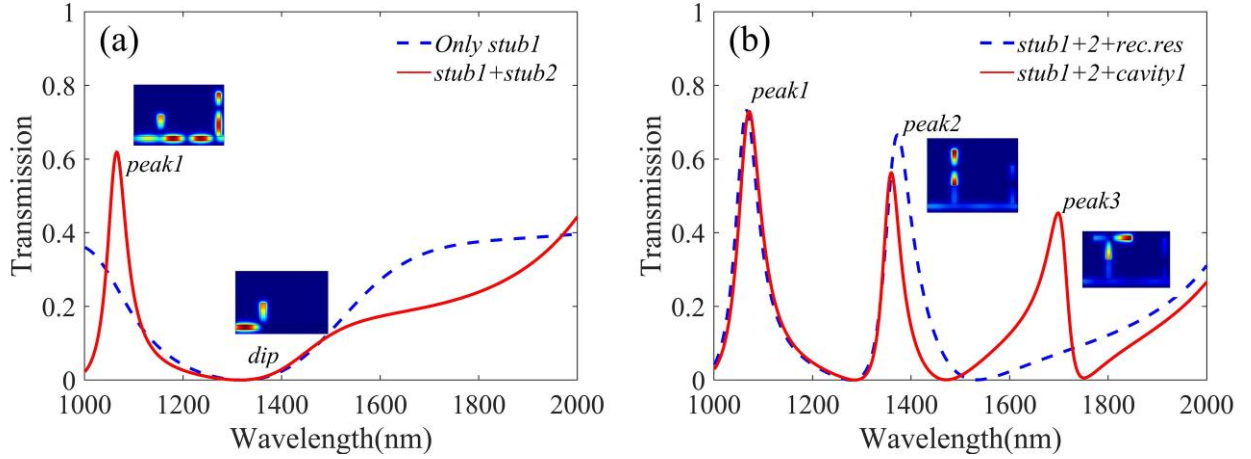 (a)
Only stub1
stub1+stub2
peak1
dip
Transmission
1
0.8
0.6
0.4
0.2
0
1000 1200 1400 1600 1800 2000
Wavelength(nm)
(b)
stub1+2+rec.res
stub1+2+cavity1
peak1
peak2
peak3
Transmission
1
0.8
0.6
0.4
0.2
0
1000 1200 1400 1600 1800 2000
Wavelength(nm)